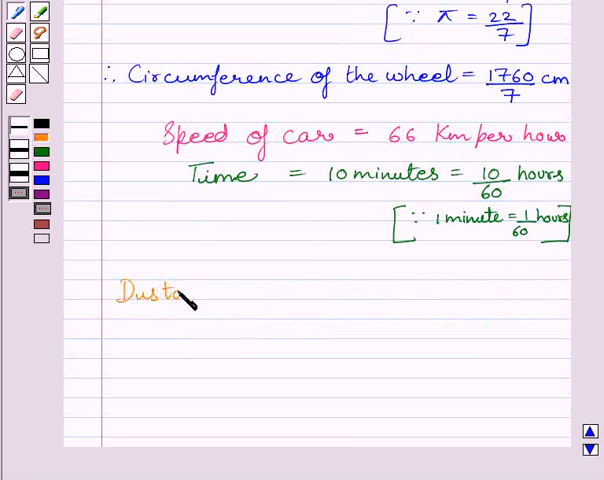 [∵ π = 22/7]
∴ Circumference of the wheel = 1760/7 cm
Speed of car = 66 Km per hour
Time = 10 minutes = 10/60 hours
[∵ 1 minute = 1/60 hours]
Dista